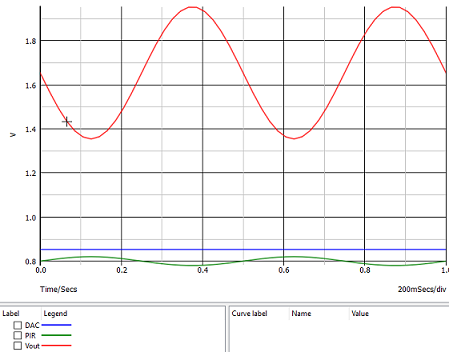 1.8
1.6
V
1.4
1.2
1.0
0.8
0.0 0.2 0.4 0.6 0.8 1.0
Time/Secs 200mSecs/div
Label Legend Curve label Name Value
DAC
PIR
Vout